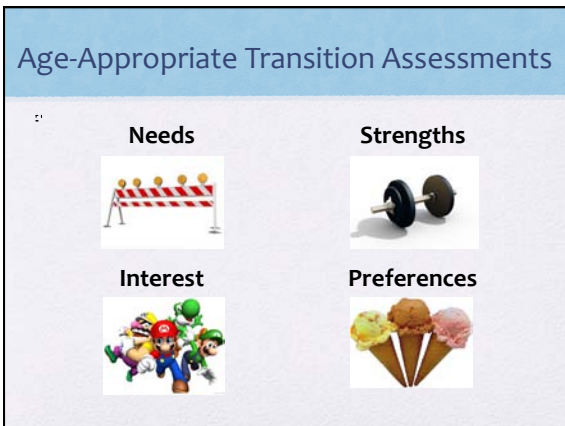 Age-Appropriate Transition Assessments
Needs
Strengths
Interest
Preferences